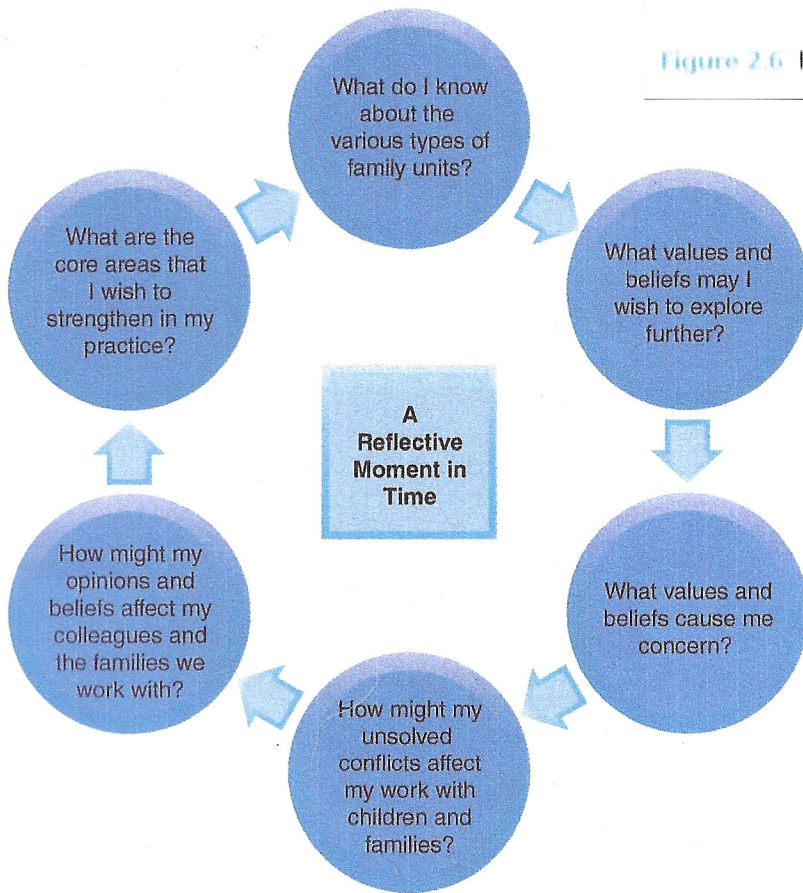 Figure 2.6
What do I know
about the
various types of
family units?
What values and
beliefs may I
wish to explore
further?
What values and
beliefs cause me
concern?
How might my
unsolved
conflicts affect
my work with
children and
families?
How might my
opinions and
beliefs affect my
colleagues and
the families we
work with?
What are the
core areas that
I wish to
strengthen in my
practice?
A
Reflective
Moment in
Time